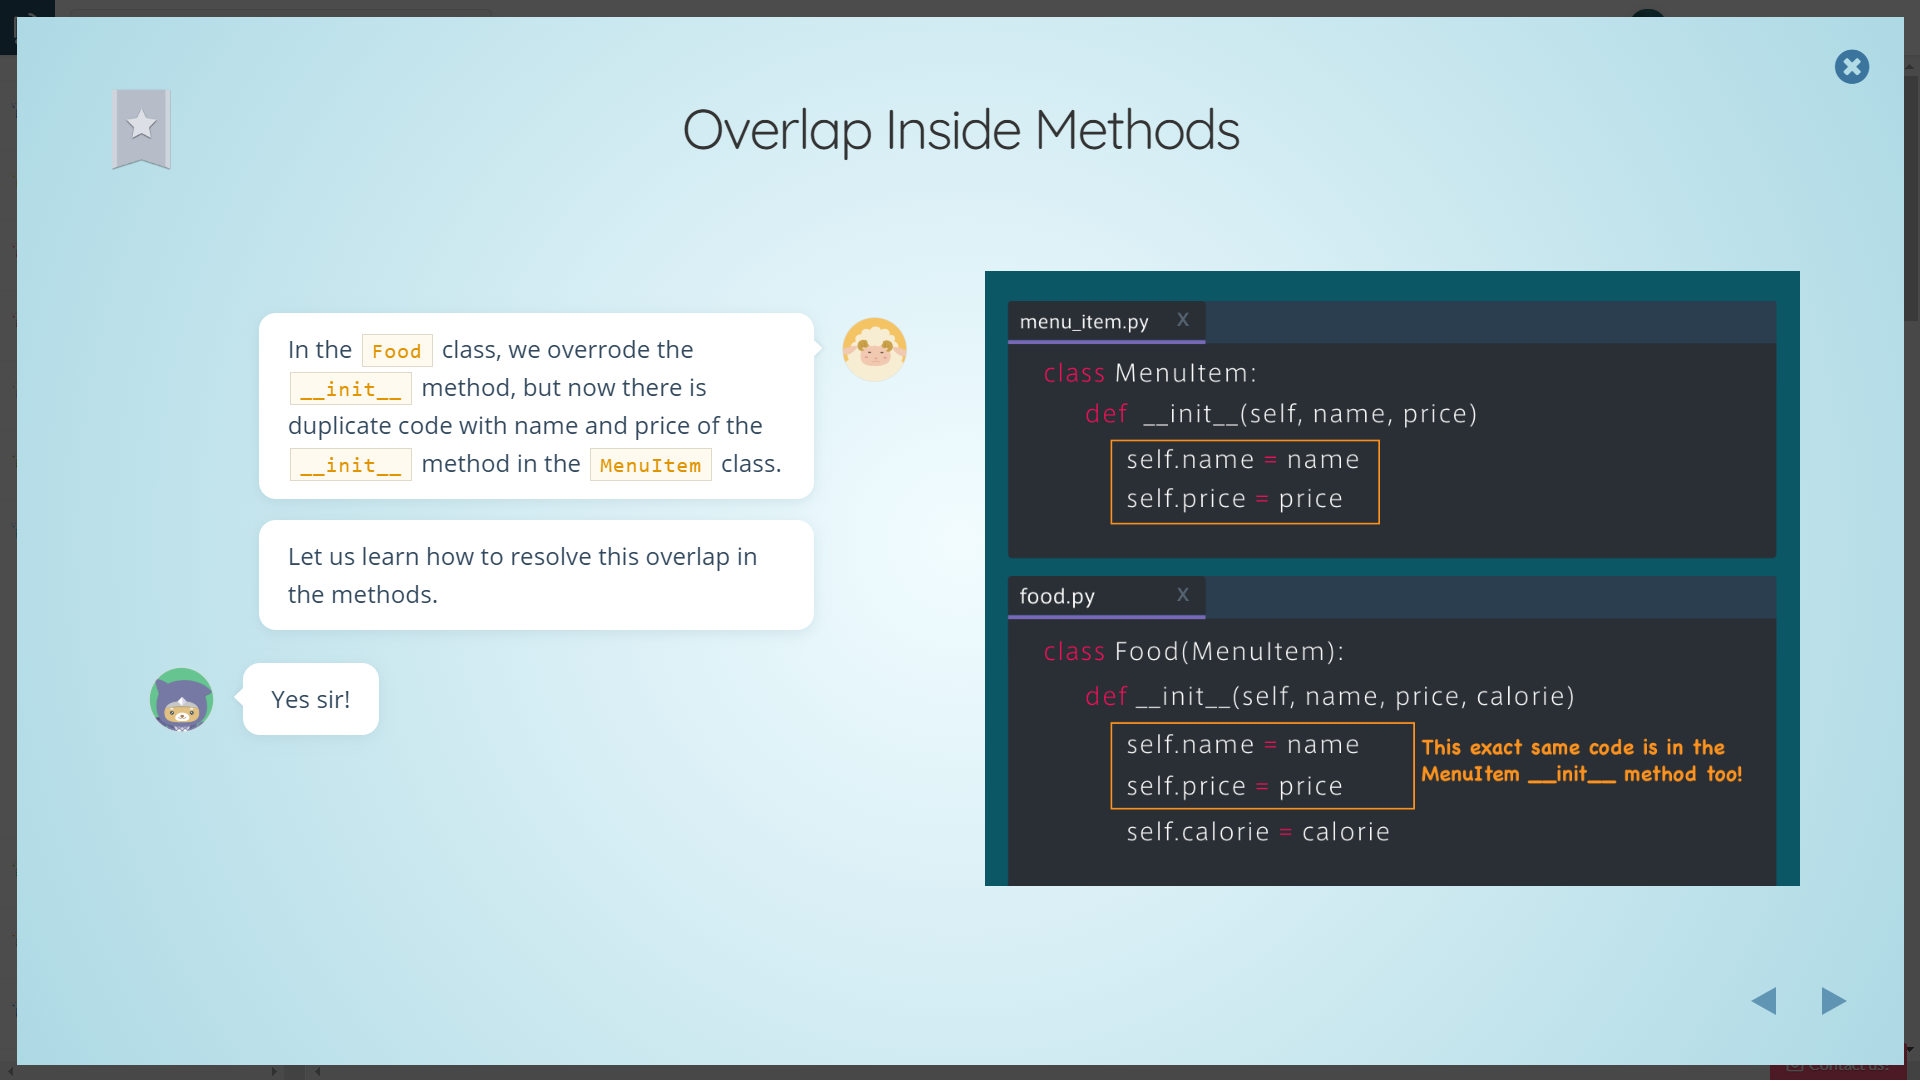 Overlap Inside Methods
In the Food class, we overrode the
__init__ method, but now there is
duplicate code with name and price of the
__init__ method in the MenuItem class.
Let us learn how to resolve this overlap in
the methods.
Yes sir!
menu_item.py X
class MenuItem:
def __init__(self, name, price)
self.name = name
self.price = price
food.py X
class Food(MenuItem):
def __init__(self, name, price, calorie)
self.name = name
self.price = price
This exact same code is in the
MenuItem __init__ method too!
self.calorie = calorie
Contact us!